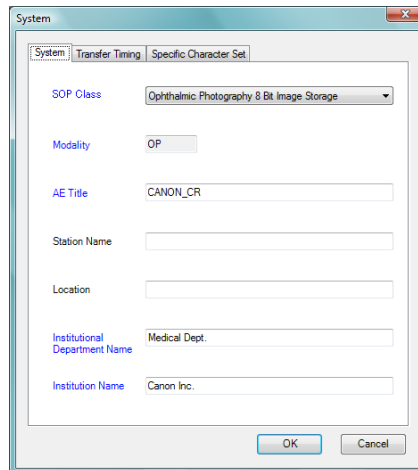 System
System Transfer Timing Specific Character Set
SOP Class Ophthalmic Photography 8 Bit Image Storage
Modality OP
AE Title CANON_CR
Station Name
Location
Institutional Medical Dept.
Department Name
Institution Name Canon Inc.
OK Cancel